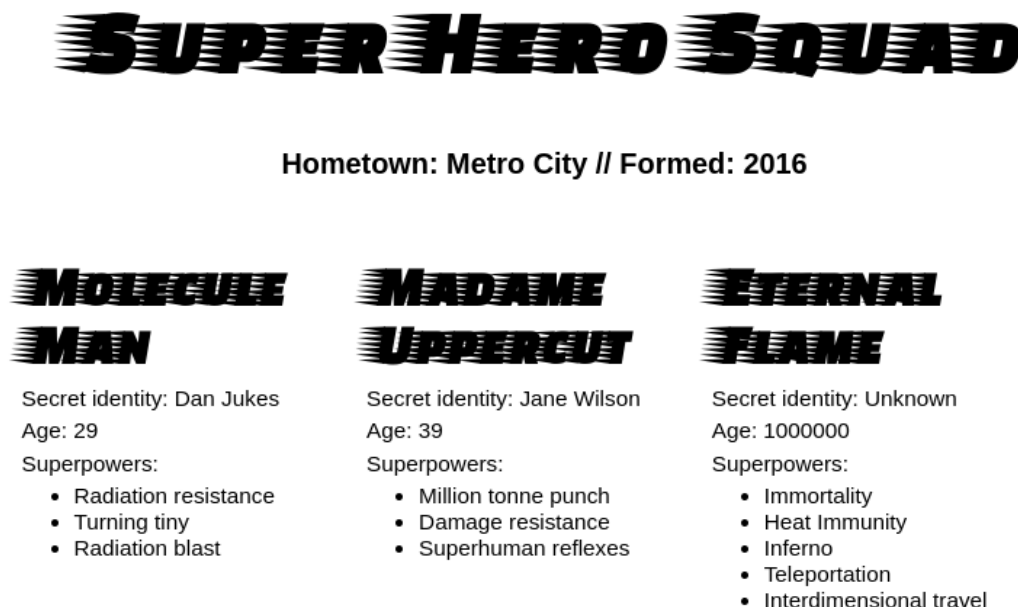 SUPER HERO SQUAD
Hometown: Metro City // Formed: 2016
MOLECULE
MAN
Secret identity: Dan Jukes
Age: 29
Superpowers:
• Radiation resistance
• Turning tiny
• Radiation blast
MADAME
UPPERCUT
Secret identity: Jane Wilson
Age: 39
Superpowers:
• Million tonne punch
• Damage resistance
• Superhuman reflexes
ETERNAL
FLAME
Secret identity: Unknown
Age: 1000000
Superpowers:
• Immortality
• Heat Immunity
• Inferno
• Teleportation
• Interdimensional travel